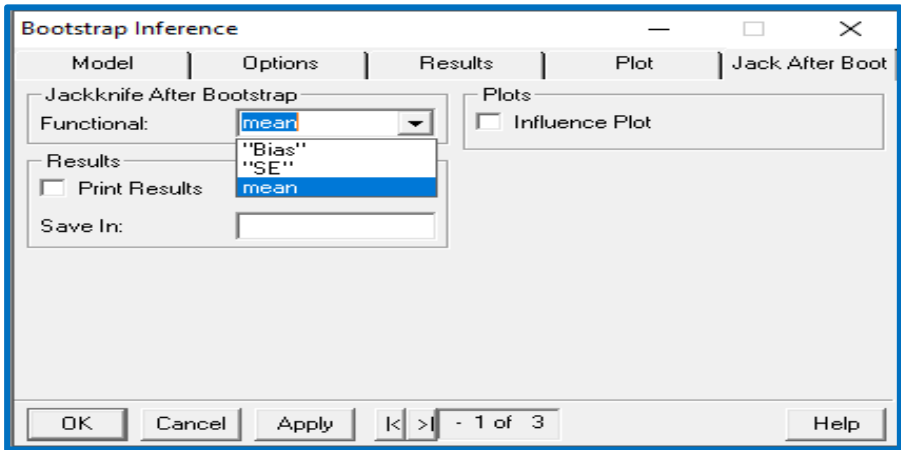 Bootstrap Inference
Model Options Results Plot Jack After Boot
Jackknife After Bootstrap
Functional: mean
"Bias"
"SE"
mean
Results
Print Results
Save In:
Plots
Influence Plot
OK Cancel Apply |< >| - 1 of 3 Help